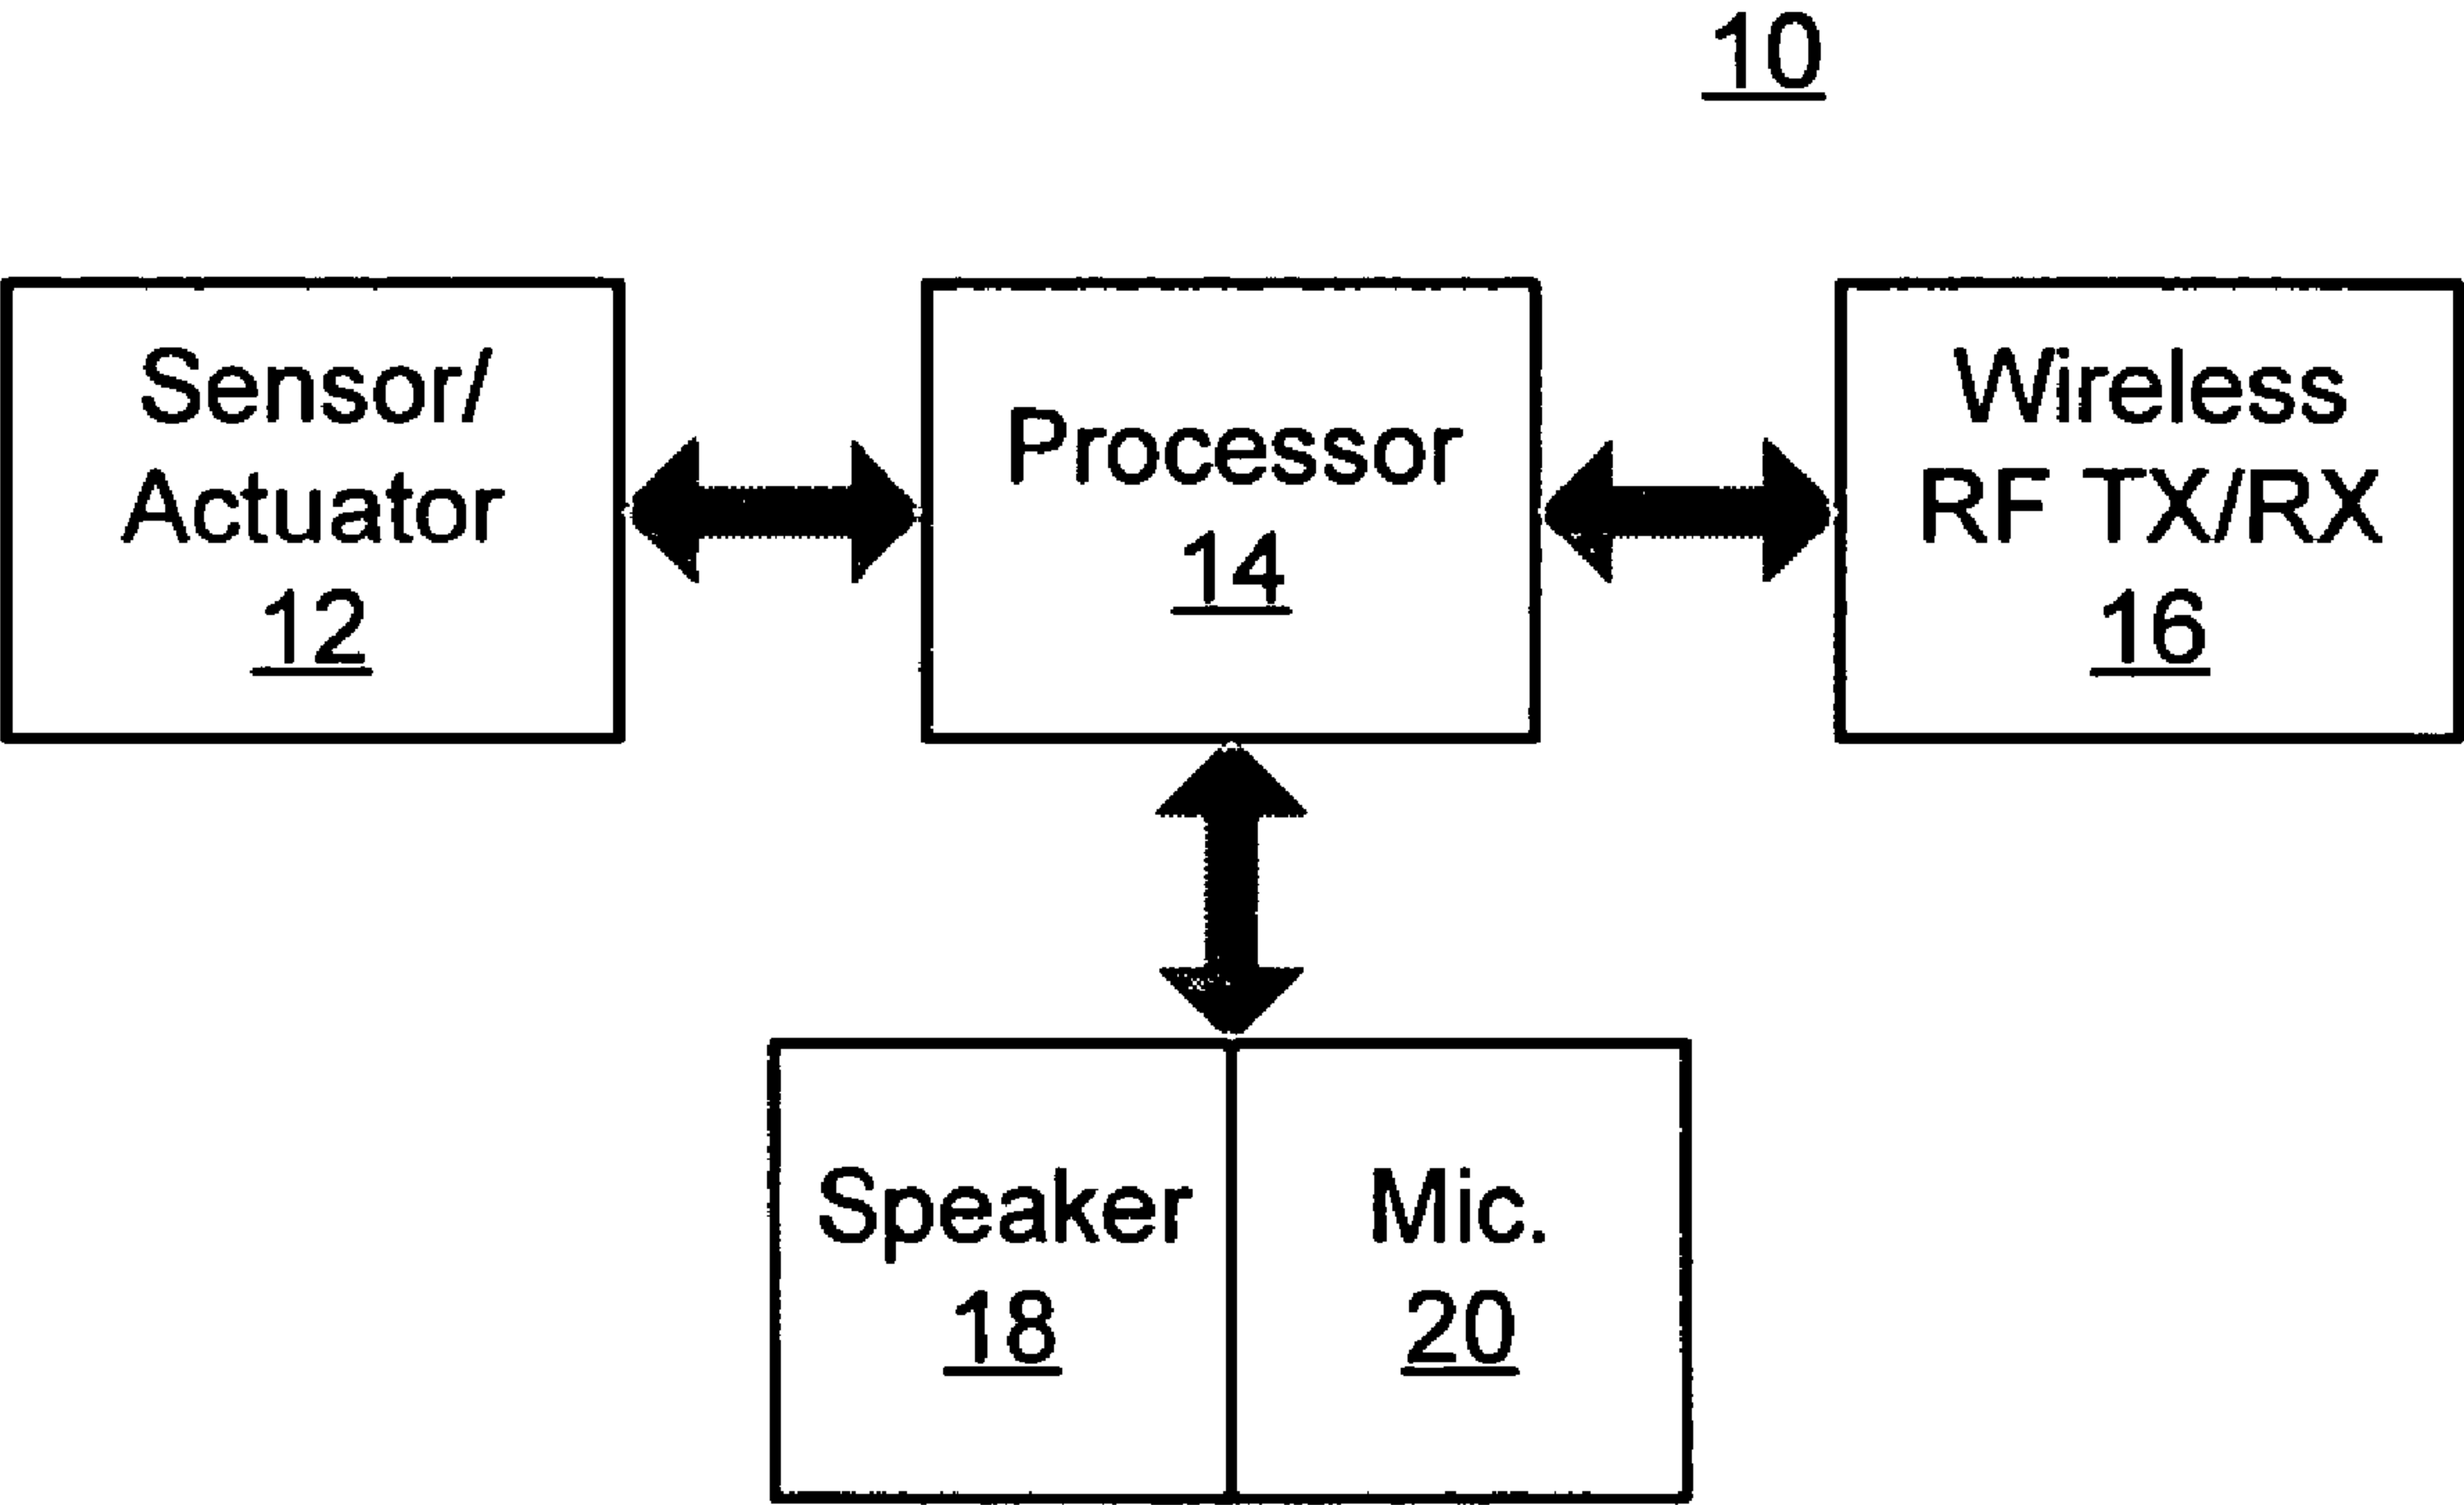 10
Sensor/
Actuator
12
Processor
14
Wireless
RF TX/RX
16
Speaker
18
Mic.
20